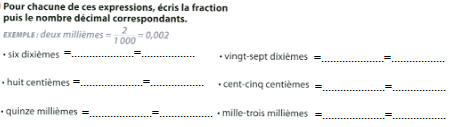 Pour chacune de ces expressions, écris la fraction
puis le nombre décimal correspondants.
EXEMPLE : deux millièmes = 2/1 000 = 0,002
• six dixièmes =....................=.................... • vingt-sept dixièmes =....................=....................
• huit centièmes =....................=.................... • cent-cinq centièmes =....................=....................
• quinze millièmes =....................=.................... • mille-trois millièmes =....................=....................